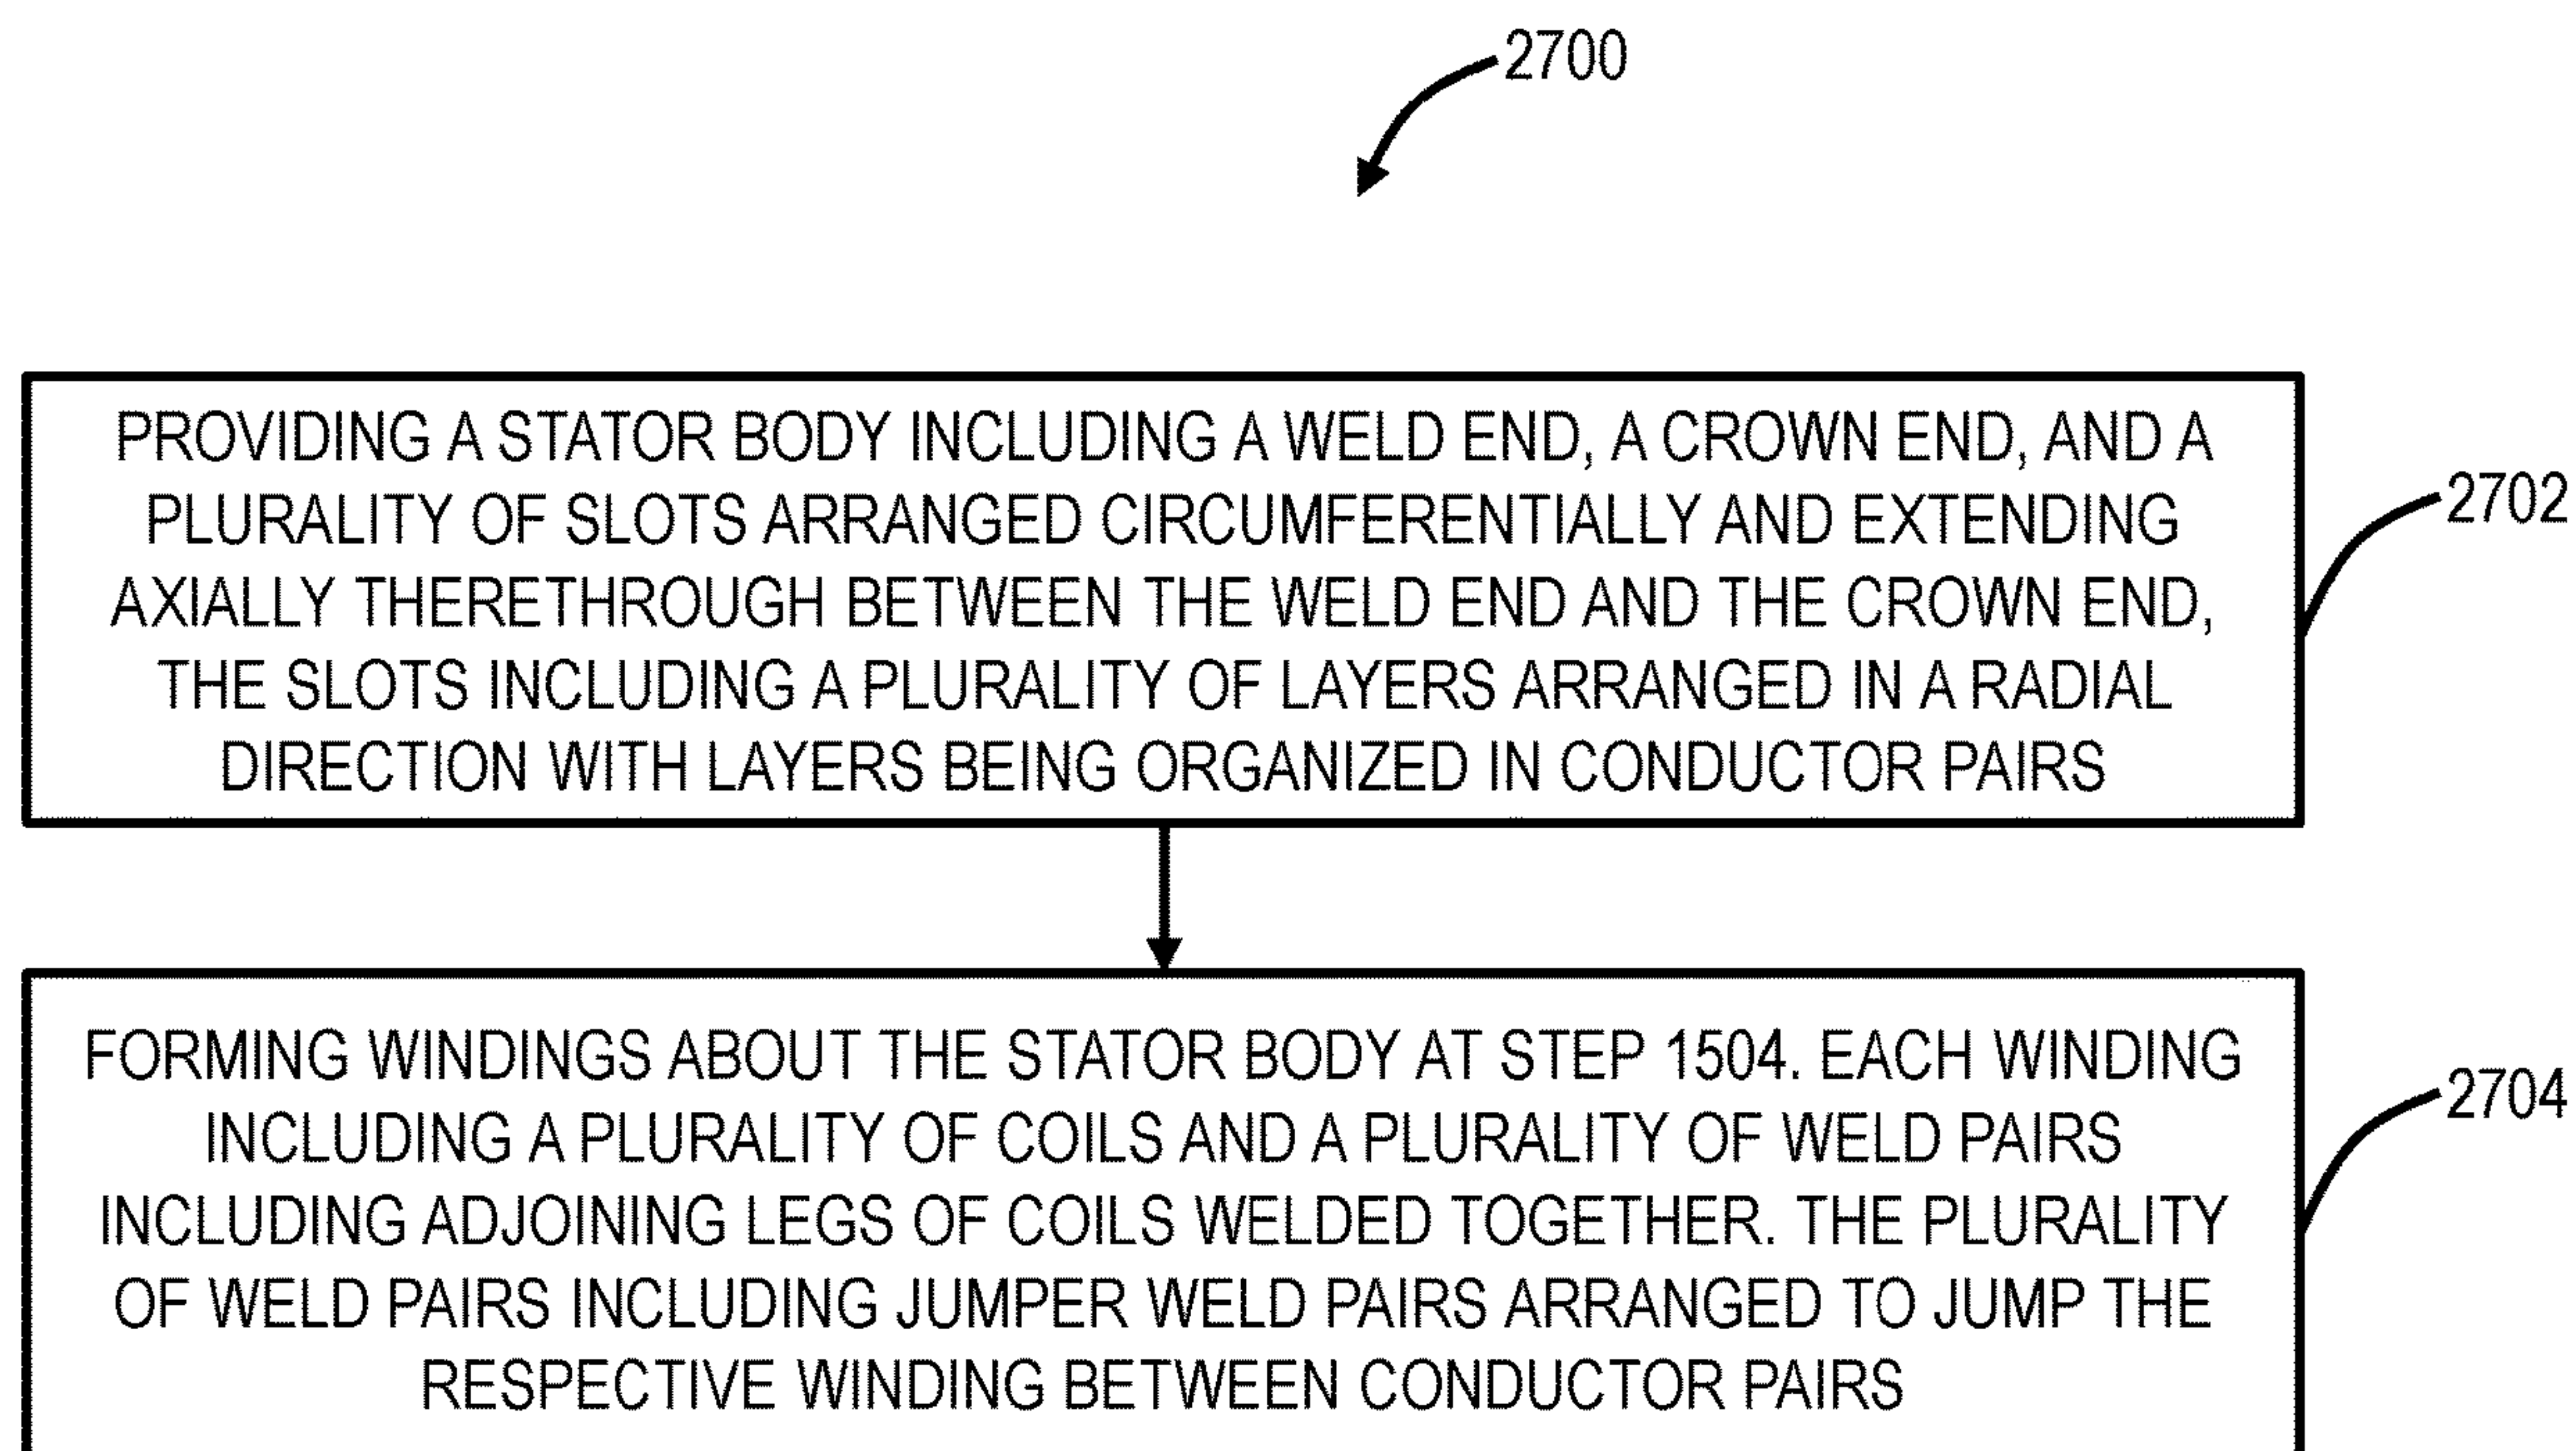 2700
PROVIDING A STATOR BODY INCLUDING A WELD END, A CROWN END, AND A
PLURALITY OF SLOTS ARRANGED CIRCUMFERENTIALLY AND EXTENDING
AXIALLY THERETHROUGH BETWEEN THE WELD END AND THE CROWN END,
THE SLOTS INCLUDING A PLURALITY OF LAYERS ARRANGED IN A RADIAL
DIRECTION WITH LAYERS BEING ORGANIZED IN CONDUCTOR PAIRS
2702
FORMING WINDINGS ABOUT THE STATOR BODY AT STEP 1504. EACH WINDING
INCLUDING A PLURALITY OF COILS AND A PLURALITY OF WELD PAIRS
INCLUDING ADJOINING LEGS OF COILS WELDED TOGETHER. THE PLURALITY
OF WELD PAIRS INCLUDING JUMPER WELD PAIRS ARRANGED TO JUMP THE
RESPECTIVE WINDING BETWEEN CONDUCTOR PAIRS
2704